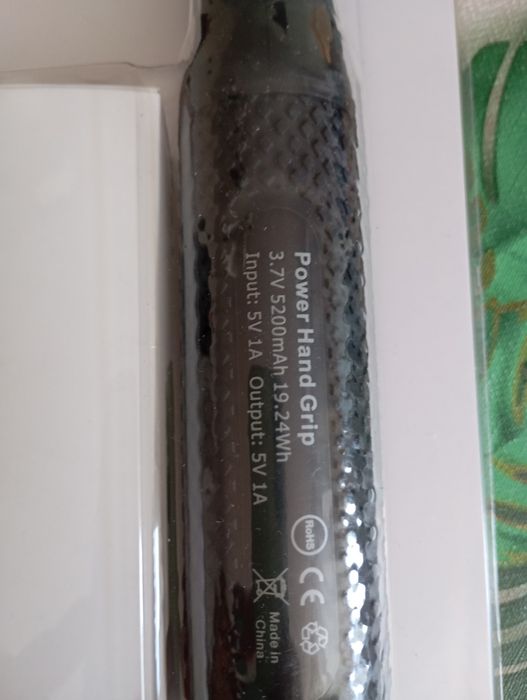 Power Hand Grip
3.7V 5200mAh 19.24Wh
Input: 5V 1A Output: 5V 1A
RoHS
CE
Made in
China